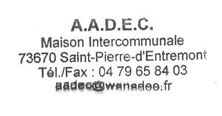 A.A.D.E.C.
Maison Intercommunale
73670 Saint-Pierre-d'Entremont
Tél./Fax : 04 79 65 84 03
aadec@wanadoo.fr